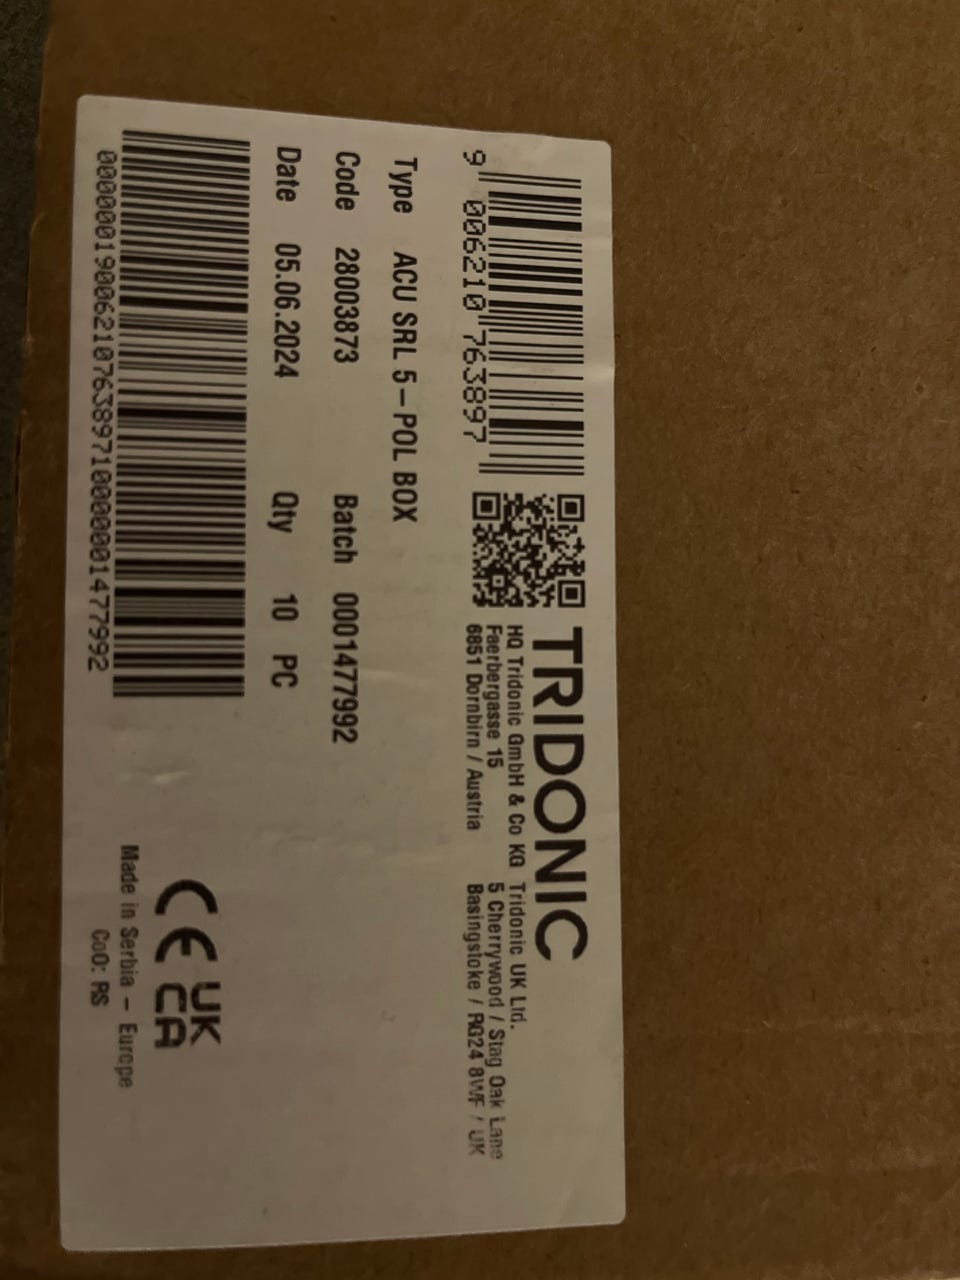 9 006210 763897
TRIDONIC
HQ Tridonic GmbH & Co KG
Faerbergasse 15
6851 Dornbirn / Austria
Tridonic UK Ltd.
5 Cherrywood / Stag Oak Lane
Basingstoke / RG24 8WF / UK
Type ACU SRL 5-POL BOX
Code 28003873 Batch 0001477992
Date 05.06.2024 Qty 10 PC
00000019006210763897100000001477992
CE UK
CA
Made in Serbia - Europe
CoO: RS